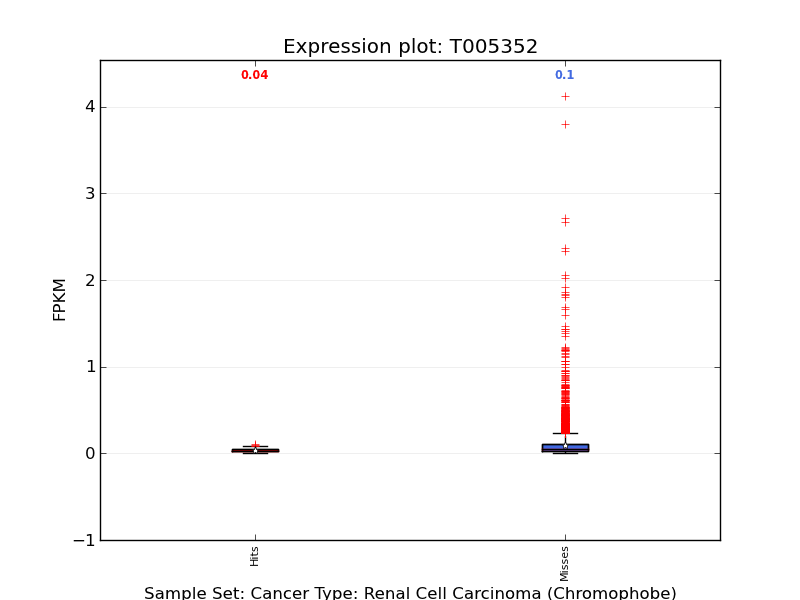 Expression plot: T005352
0.04
0.1
4
3
2
1
0
−1
FPKM
Hits
Misses
Sample Set: Cancer Type: Renal Cell Carcinoma (Chromophobe)